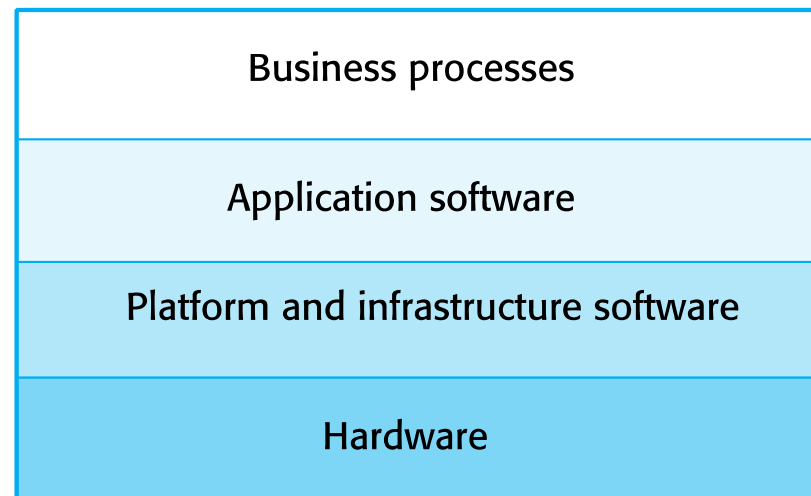 Business processes
Application software
Platform and infrastructure software
Hardware